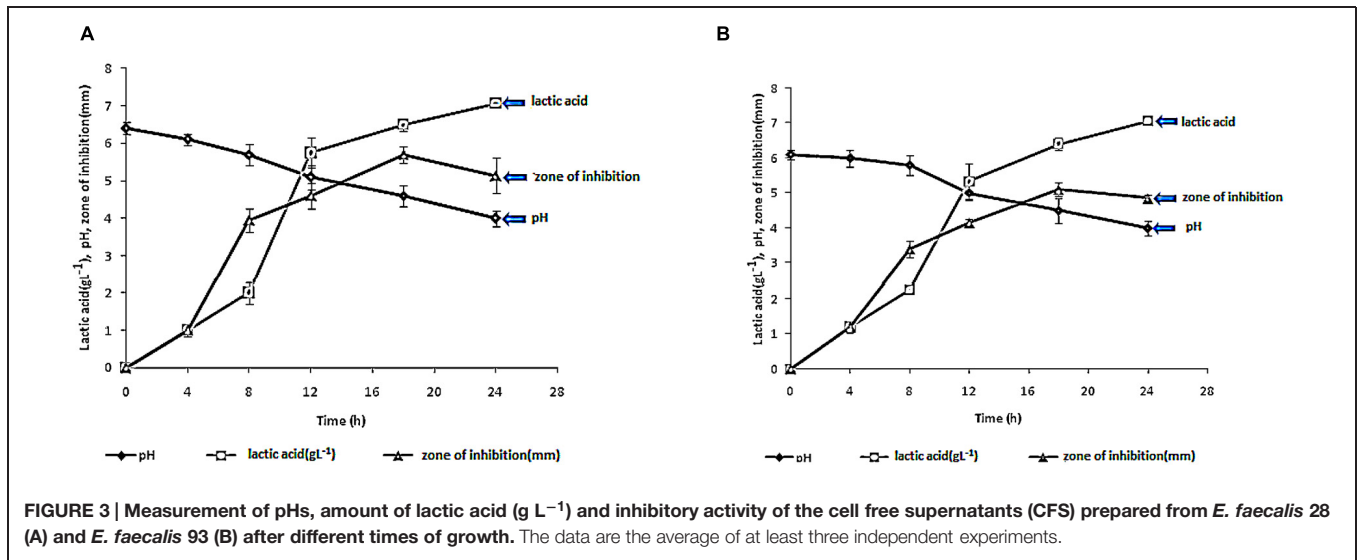 A
8
7
6
5
4
3
2
1
0
Lactic acid(gL⁻¹), pH, zone of inhibition(mm)
0 4 8 12 16 20 24 28
Time (h)
lactic acid
zone of inhibition
pH
pH lactic acid(gL⁻¹) zone of inhibition(mm)
B
8
7
6
5
4
3
2
1
0
Lactic acid(gL⁻¹), pH, zone of inhibition(mm)
0 4 8 12 16 20 24 28
Time (h)
lactic acid
zone of inhibition
pH
pH lactic acid(gL⁻¹) zone of inhibition(mm)
FIGURE 3 | Measurement of pHs, amount of lactic acid (g L⁻¹) and inhibitory activity of the cell free supernatants (CFS) prepared from E. faecalis 28
(A) and E. faecalis 93 (B) after different times of growth. The data are the average of at least three independent experiments.